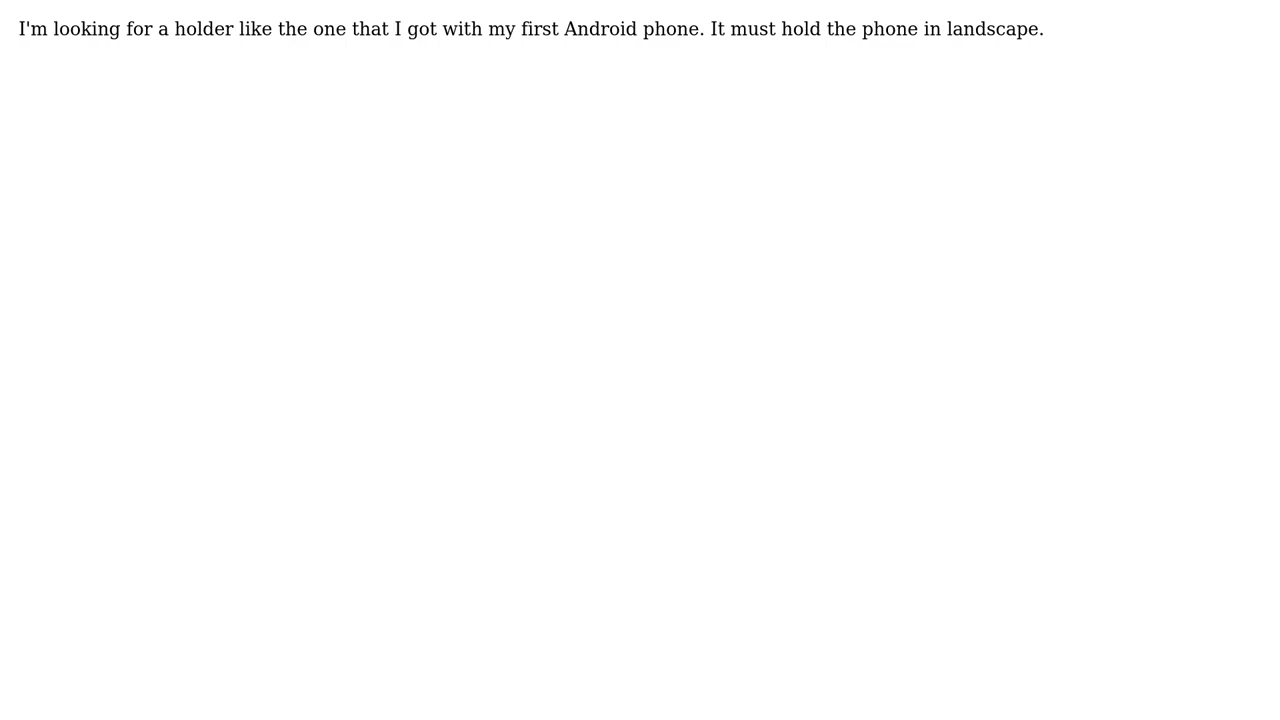 I'm looking for a holder like the one that I got with my first Android phone. It must hold the phone in landscape.